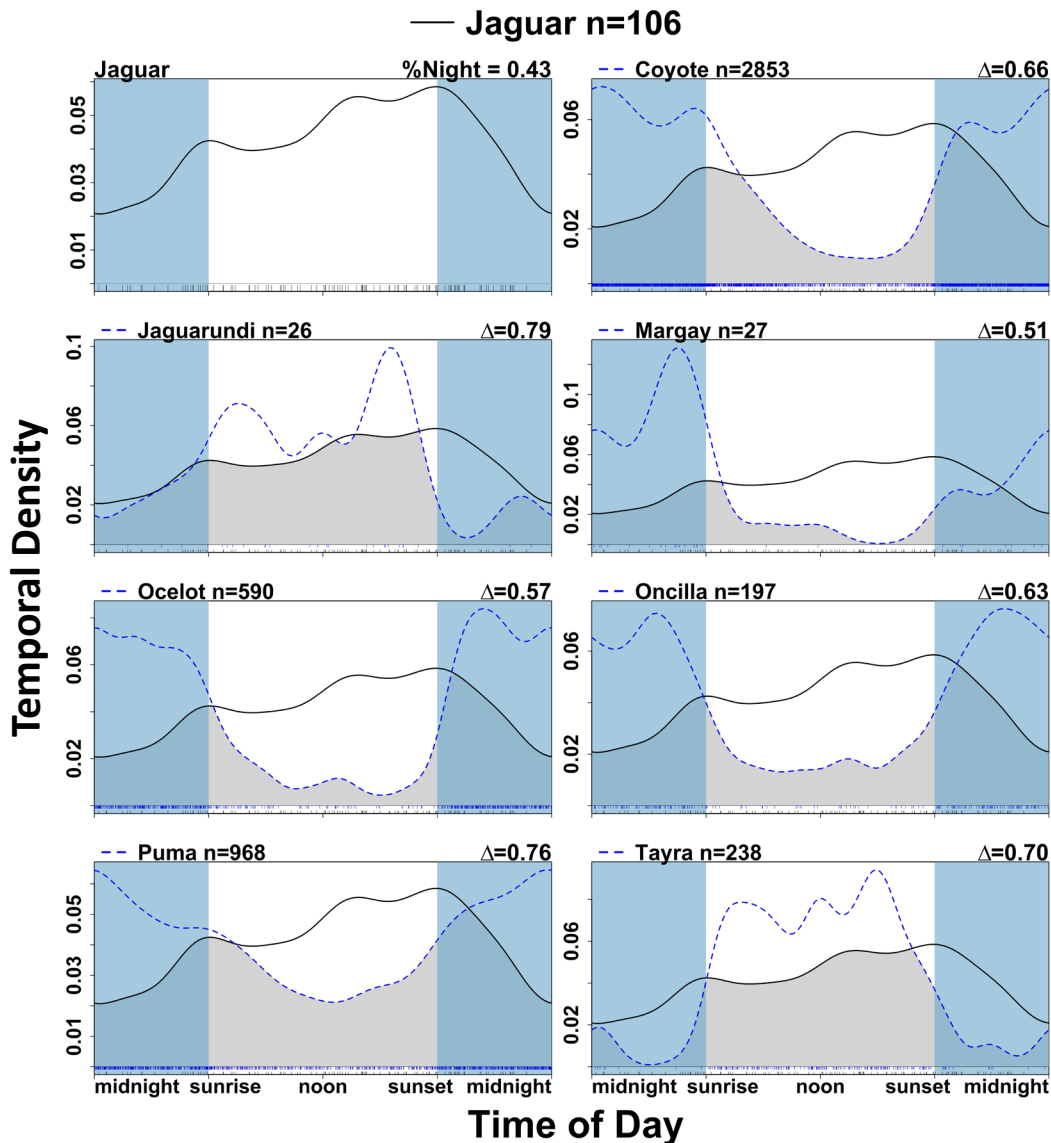 Jaguar n=106
Jaguar %Night = 0.43
0.05
0.03
0.01
Coyote n=2853 Δ=0.66
0.06
0.02
Jaguarundi n=26 Δ=0.79
0.1
0.06
0.02
Margay n=27 Δ=0.51
0.1
0.06
0.02
Ocelot n=590 Δ=0.57
0.06
0.02
Oncilla n=197 Δ=0.63
0.06
0.02
Puma n=968 Δ=0.76
0.05
0.03
0.01
Tayra n=238 Δ=0.70
0.06
0.02
midnight sunrise noon sunset midnight
midnight sunrise noon sunset midnight
Temporal Density
Time of Day